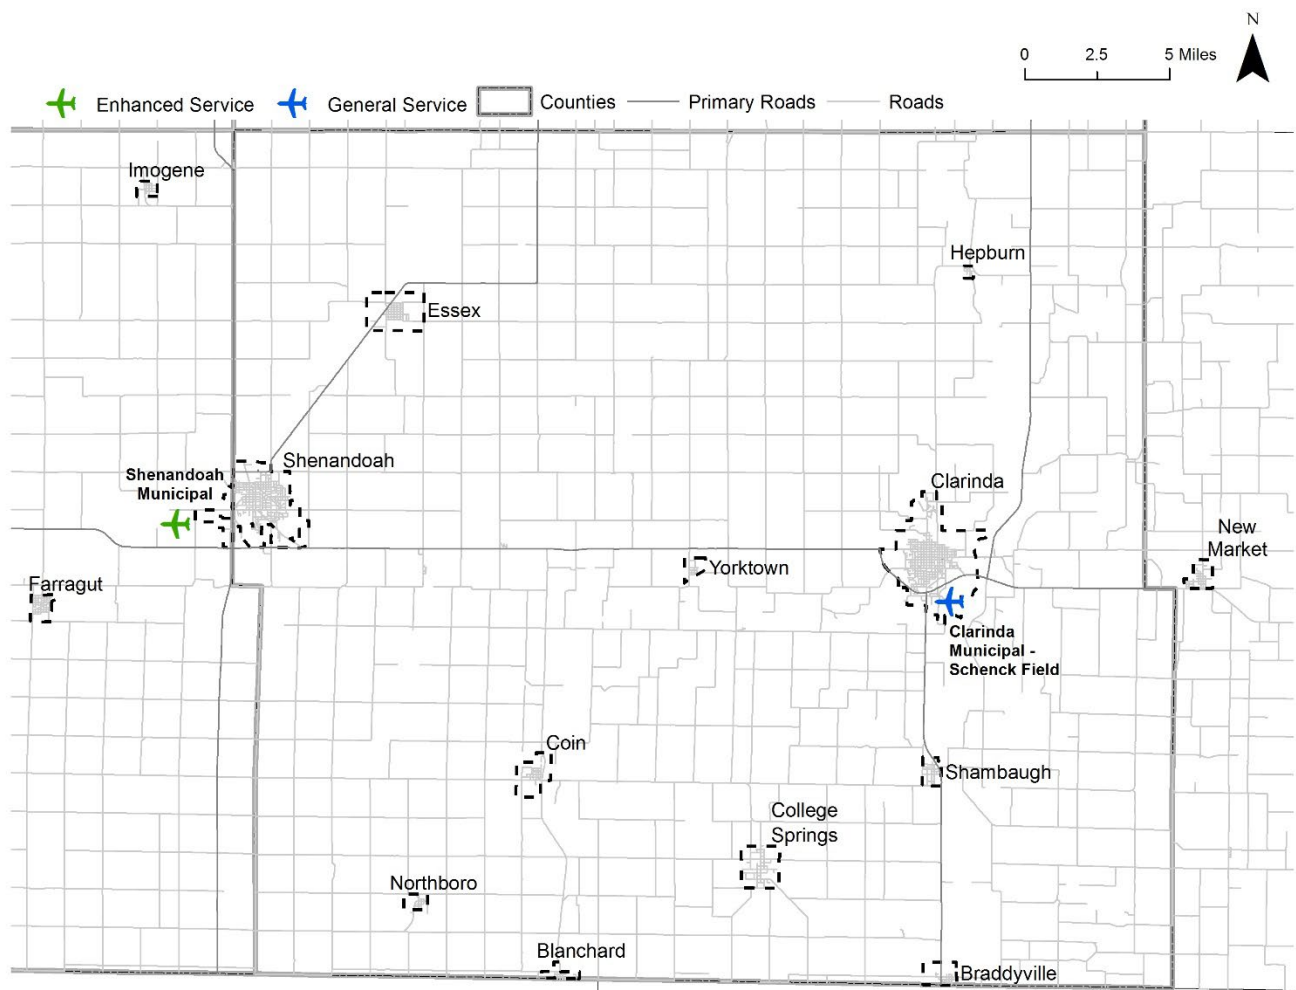 N
0 2.5 5 Miles
Enhanced Service General Service Counties Primary Roads Roads
Imogene
Hepburn
Essex
Shenandoah
Shenandoah
Municipal
Clarinda
New
Market
Yorktown
Farragut
Clarinda
Municipal -
Schenck Field
Coin
Shambaugh
College
Springs
Northboro
Blanchard
Braddyville